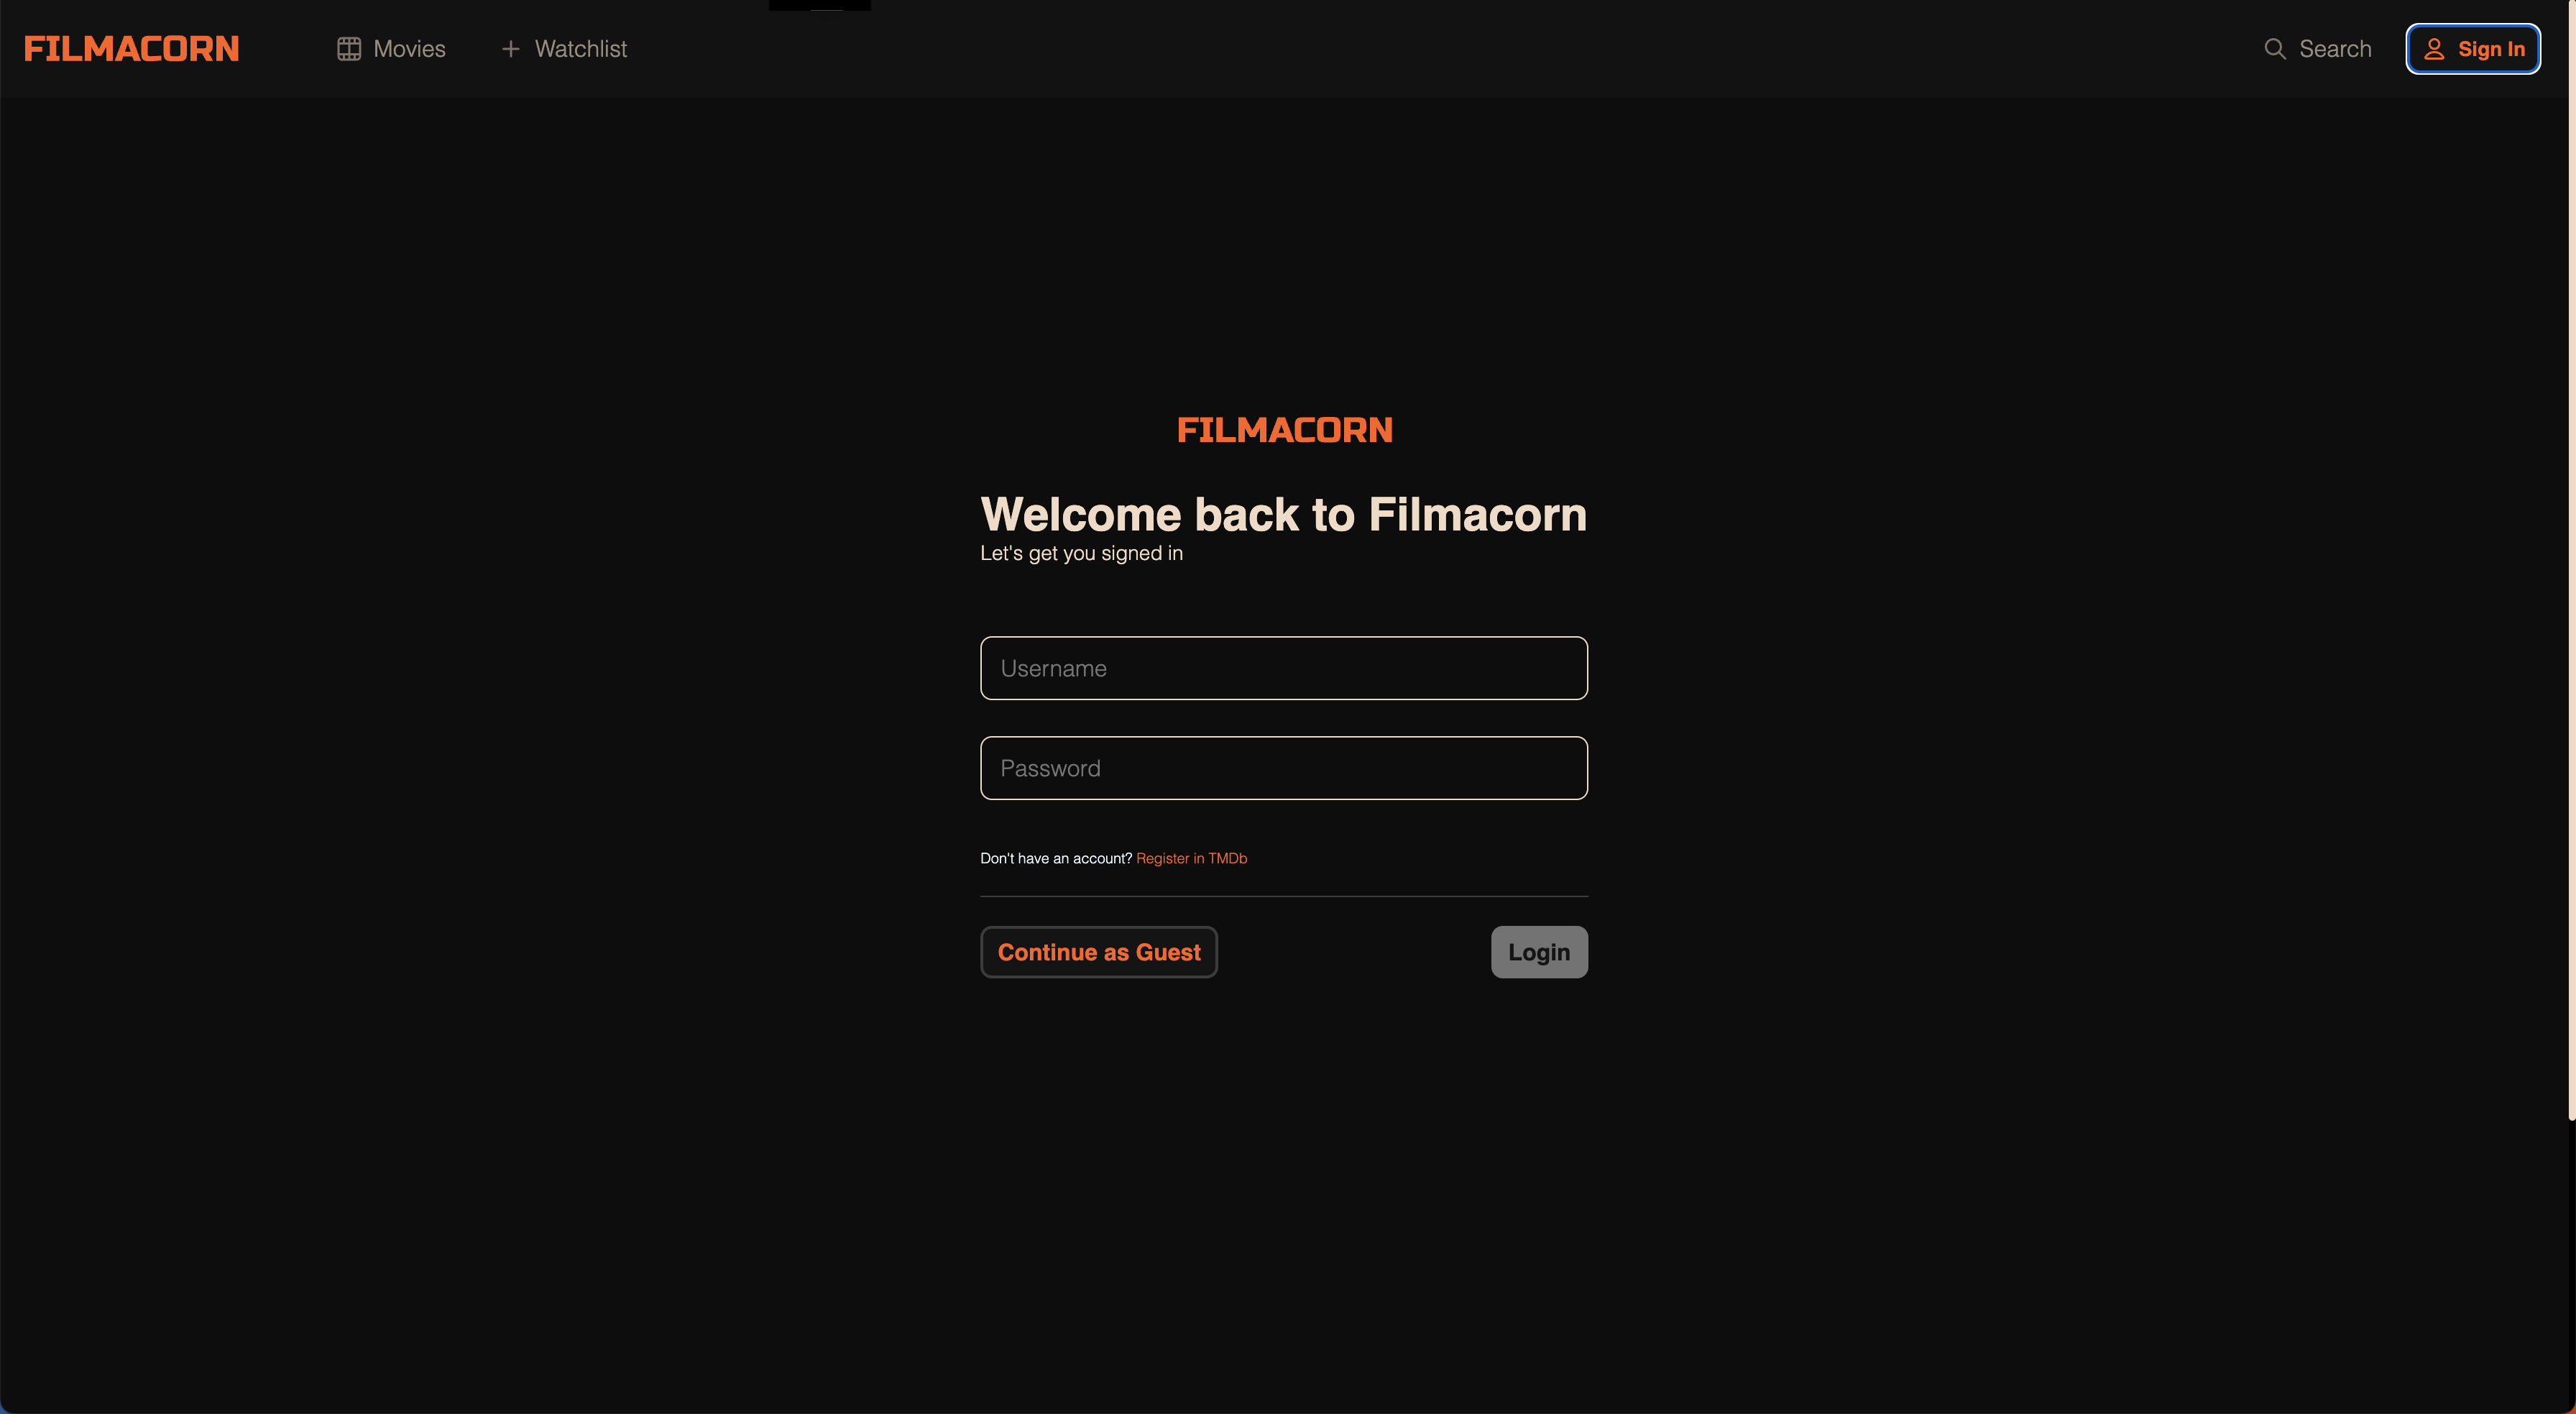 FILMACORN
Movies
Watchlist
Search
Sign In
FILMACORN
Welcome back to Filmacorn
Let's get you signed in
Username
Password
Don't have an account? Register in TMDb
Continue as Guest
Login